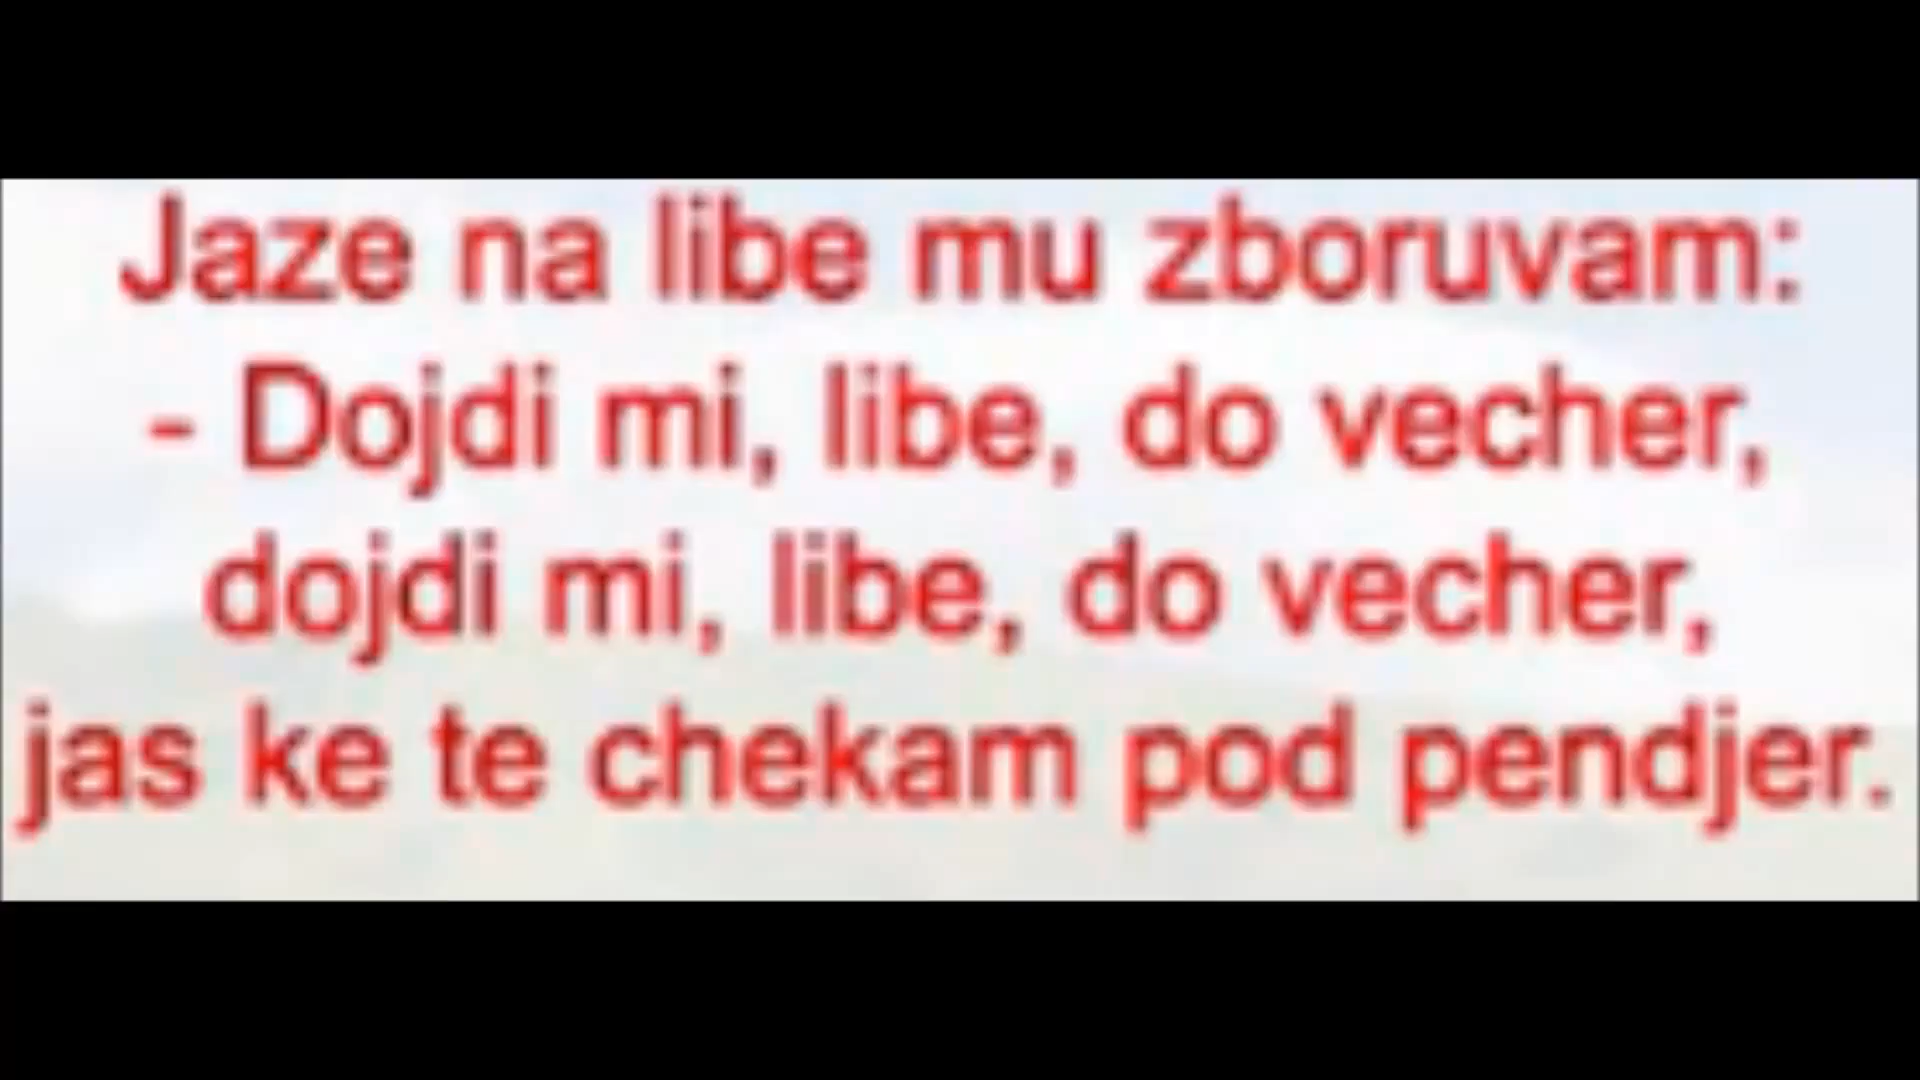 Jaze na libe mu zboruvam:
- Dojdi mi, libe, do vecher,
dojdi mi, libe, do vecher,
jas ke te chekam pod pendjer.